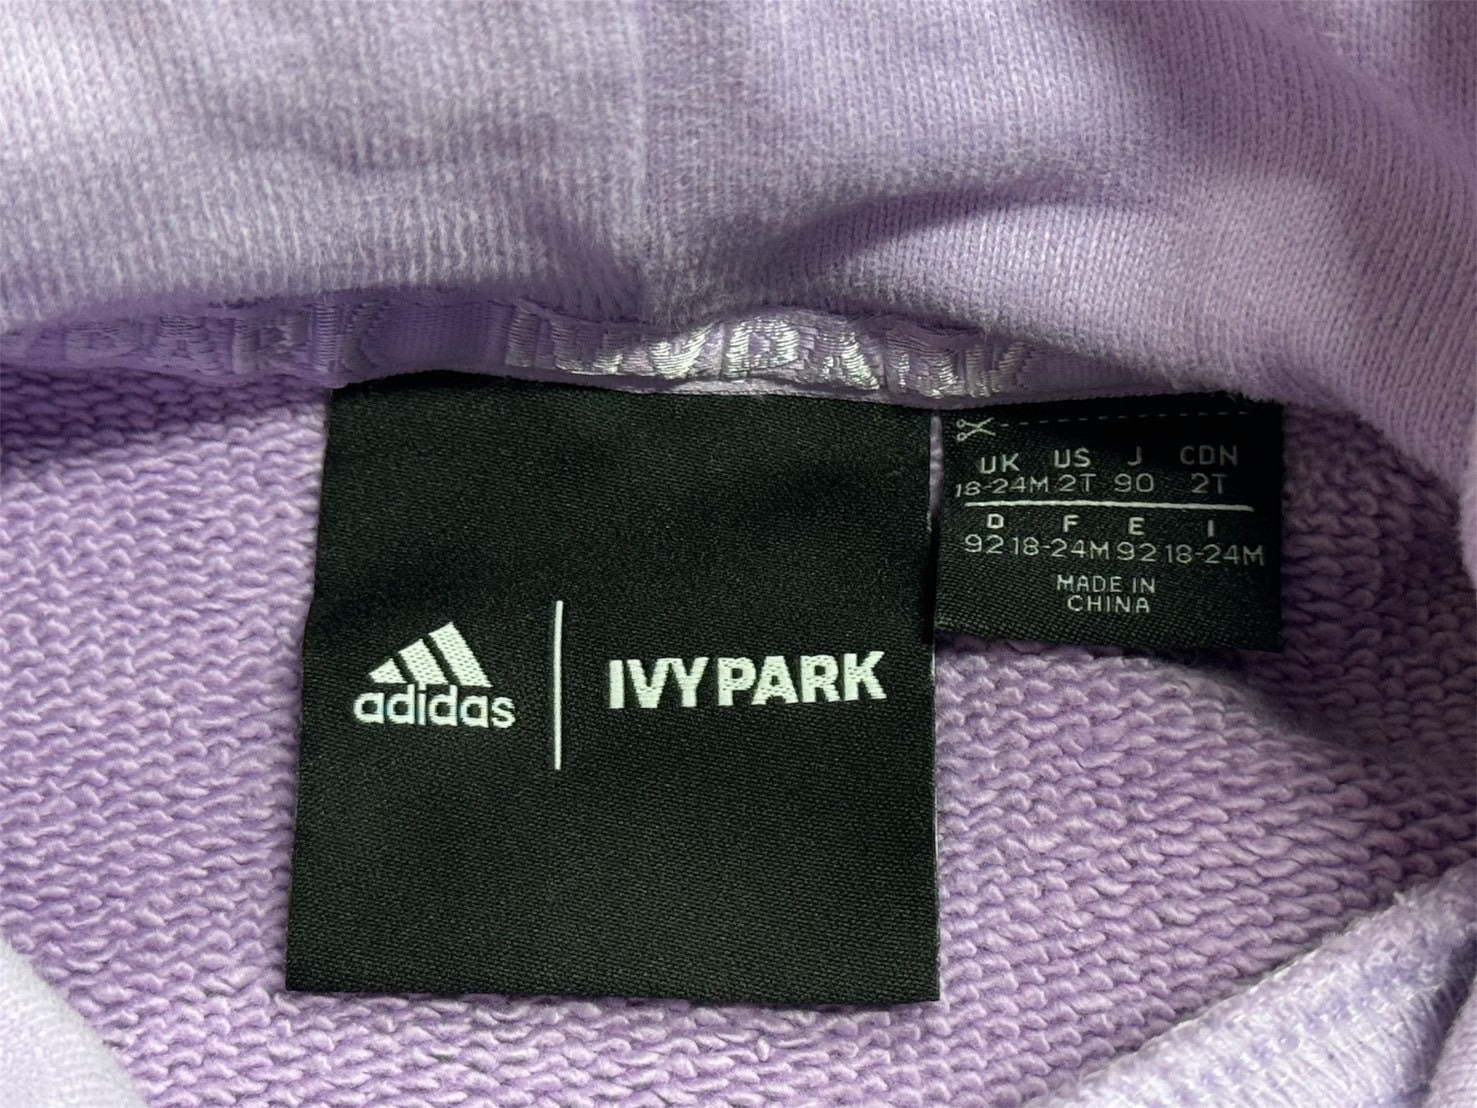 PARK IVY PARK
adidas IVY PARK
UK US J CDN
18-24M 2T 90 2T
D F E I
92 18-24M 92 18-24M
MADE IN
CHINA